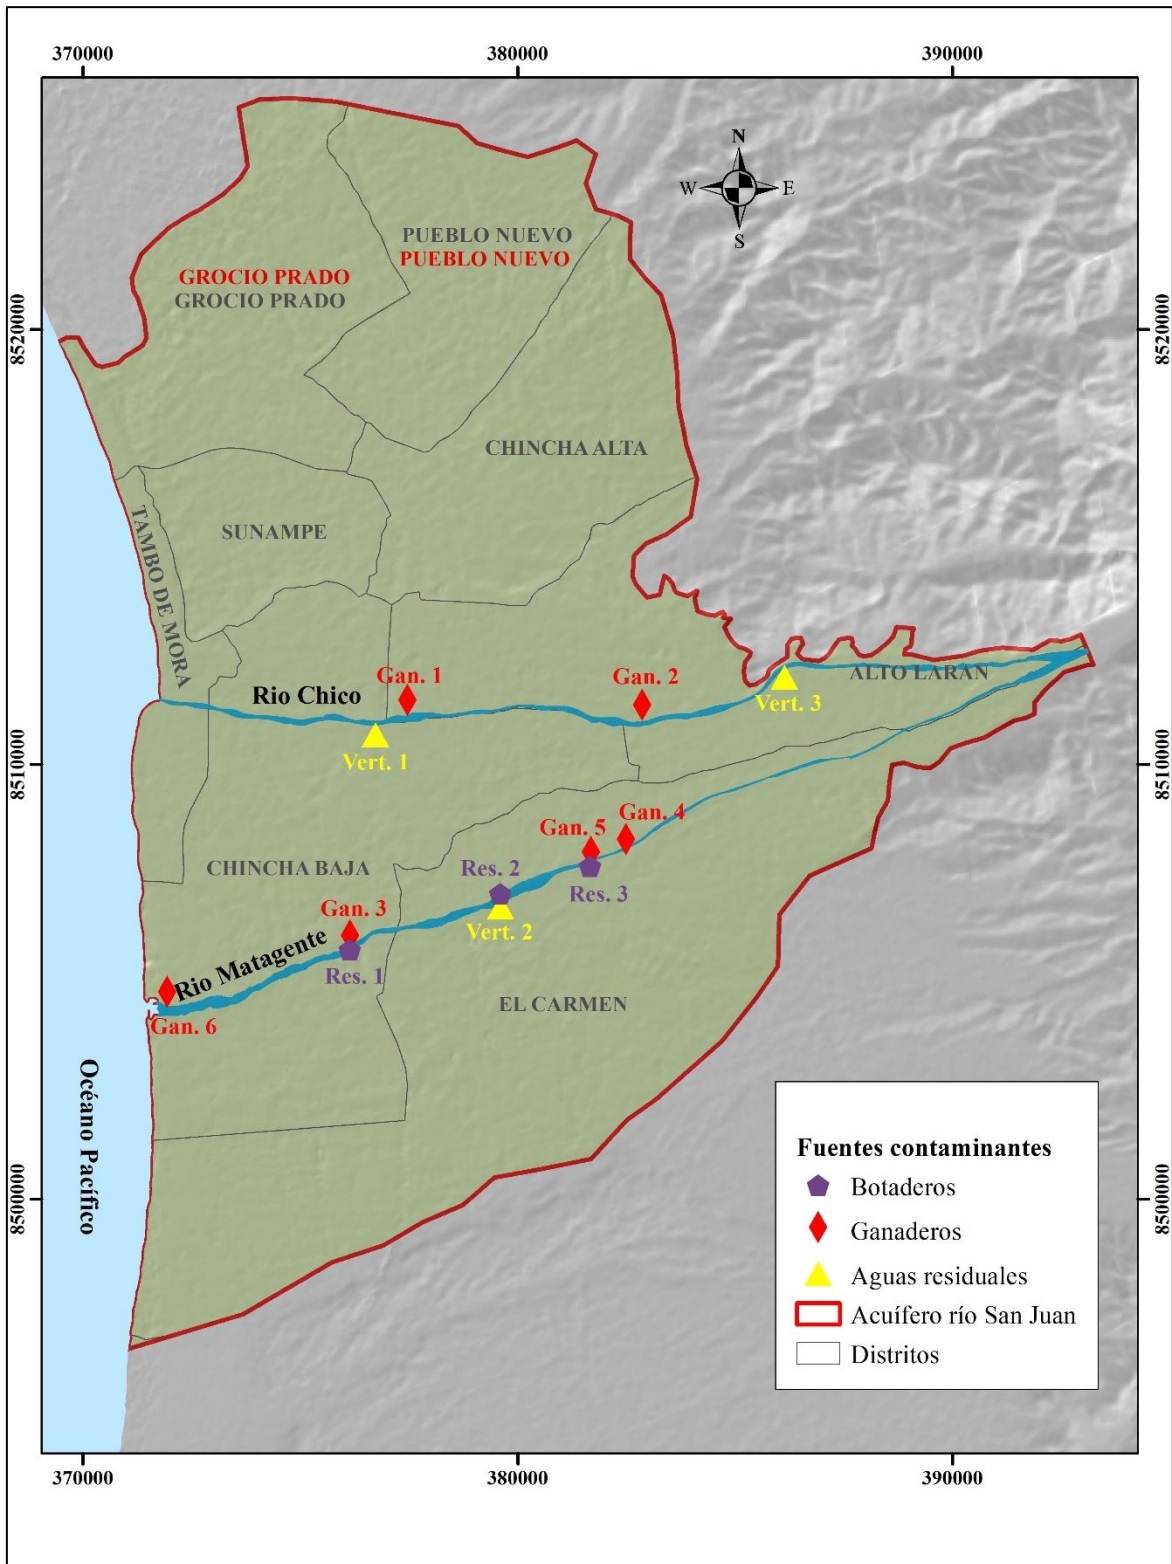 370000
380000
390000
N
W
E
S
PUEBLO NUEVO
PUEBLO NUEVO
GROCIO PRADO
GROCIO PRADO
8520000
8520000
CHINCHA ALTA
SUNAMPE
TAMBO DE MORA
Gan. 1
Gan. 2
ALTO LARAN
Rio Chico
Vert. 3
Vert. 1
8510000
8510000
Gan. 4
Gan. 5
CHINCHA BAJA
Res. 2
Res. 3
Gan. 3
Vert. 2
Rio Matagente
Res. 1
EL CARMEN
Gan. 6
Océano Pacífico
Fuentes contaminantes
Botaderos
Ganaderos
Aguas residuales
Acuífero río San Juan
Distritos
8500000
8500000
370000
380000
390000